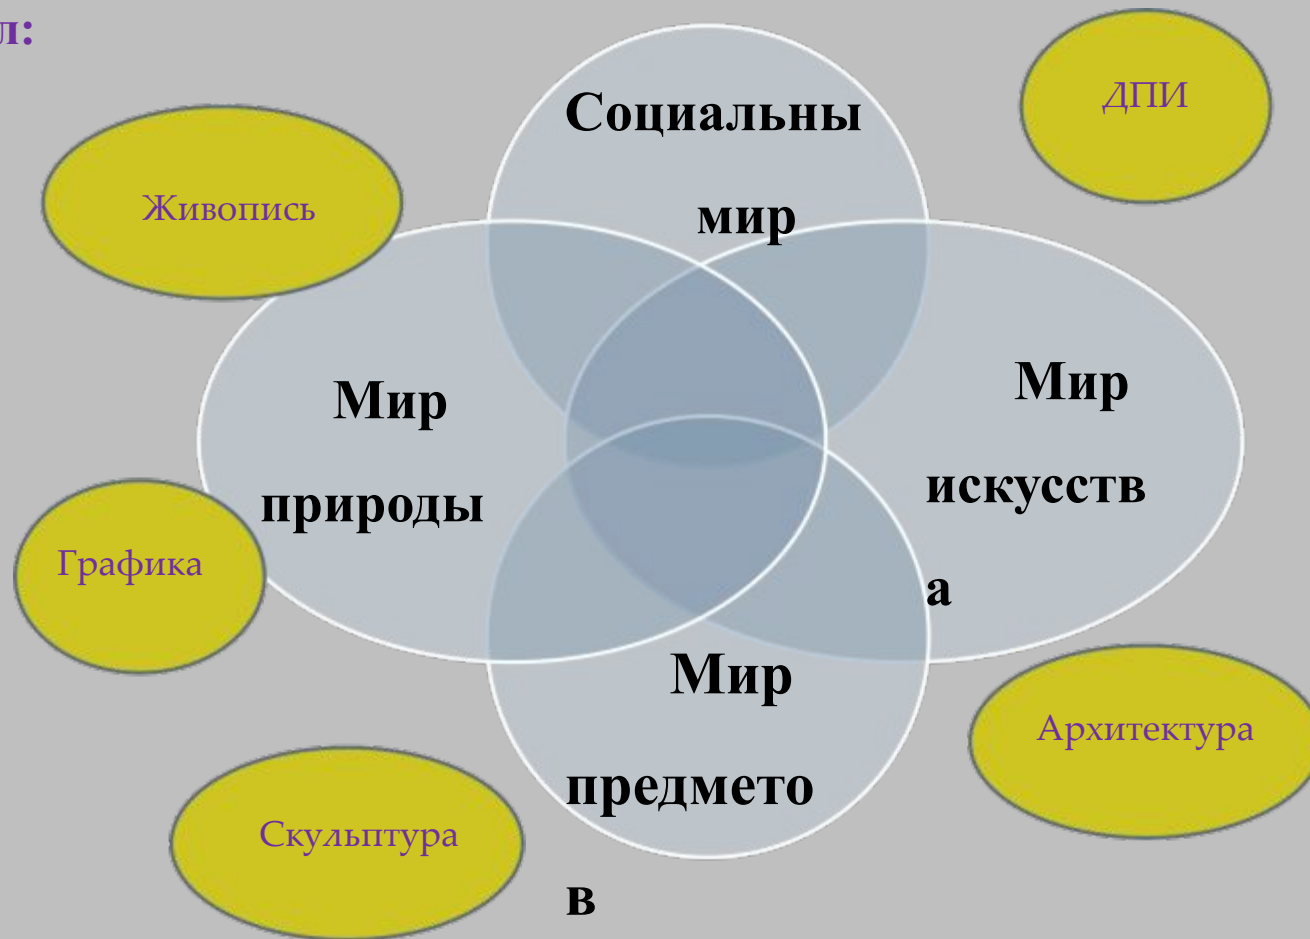 л:
Социальны
мир
ДПИ
Живопись
Мир
природы
Мир
искусств
а
Графика
Мир
предмето
в
Архитектура
Скульптура